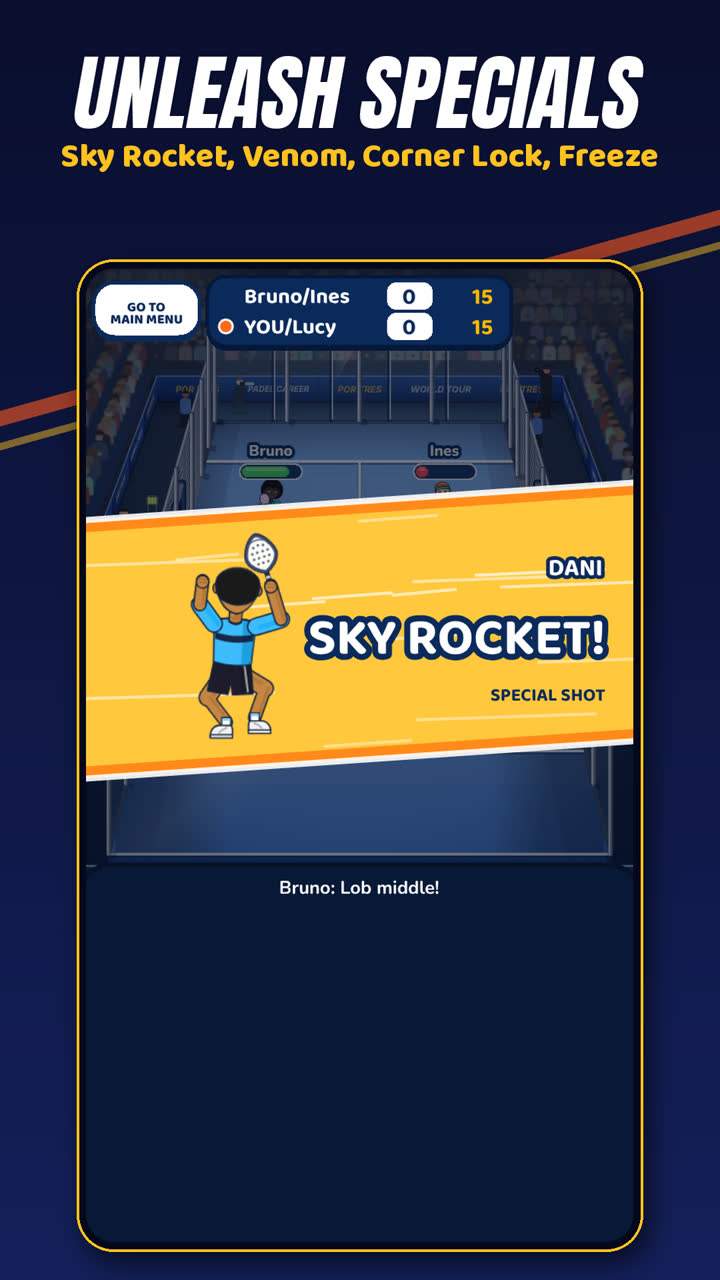 UNLEASH SPECIALS
Sky Rocket, Venom, Corner Lock, Freeze
GO TO
MAIN MENU
Bruno/Ines 0 15
YOU/Lucy 0 15
PADEL CAREER WORLD TOUR
Bruno Ines
DANI
SKY ROCKET!
SPECIAL SHOT
Bruno: Lob middle!